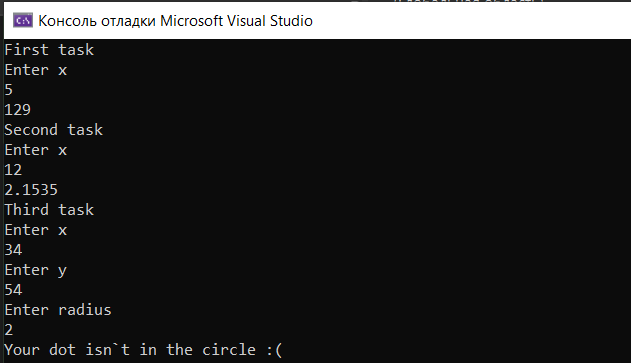 Консоль отладки Microsoft Visual Studio
First task
Enter x
5
129
Second task
Enter x
12
2.1535
Third task
Enter x
34
Enter y
54
Enter radius
2
Your dot isn`t in the circle :(